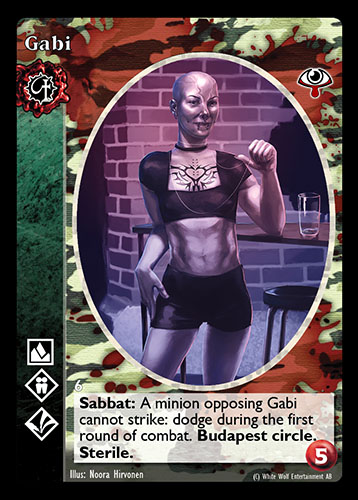 Gabi
6
Sabbat: A minion opposing Gabi
cannot strike: dodge during the first
round of combat. Budapest circle.
Sterile.
5
Illus: Noora Hirvonen
(C) White Wolf Entertainment AB